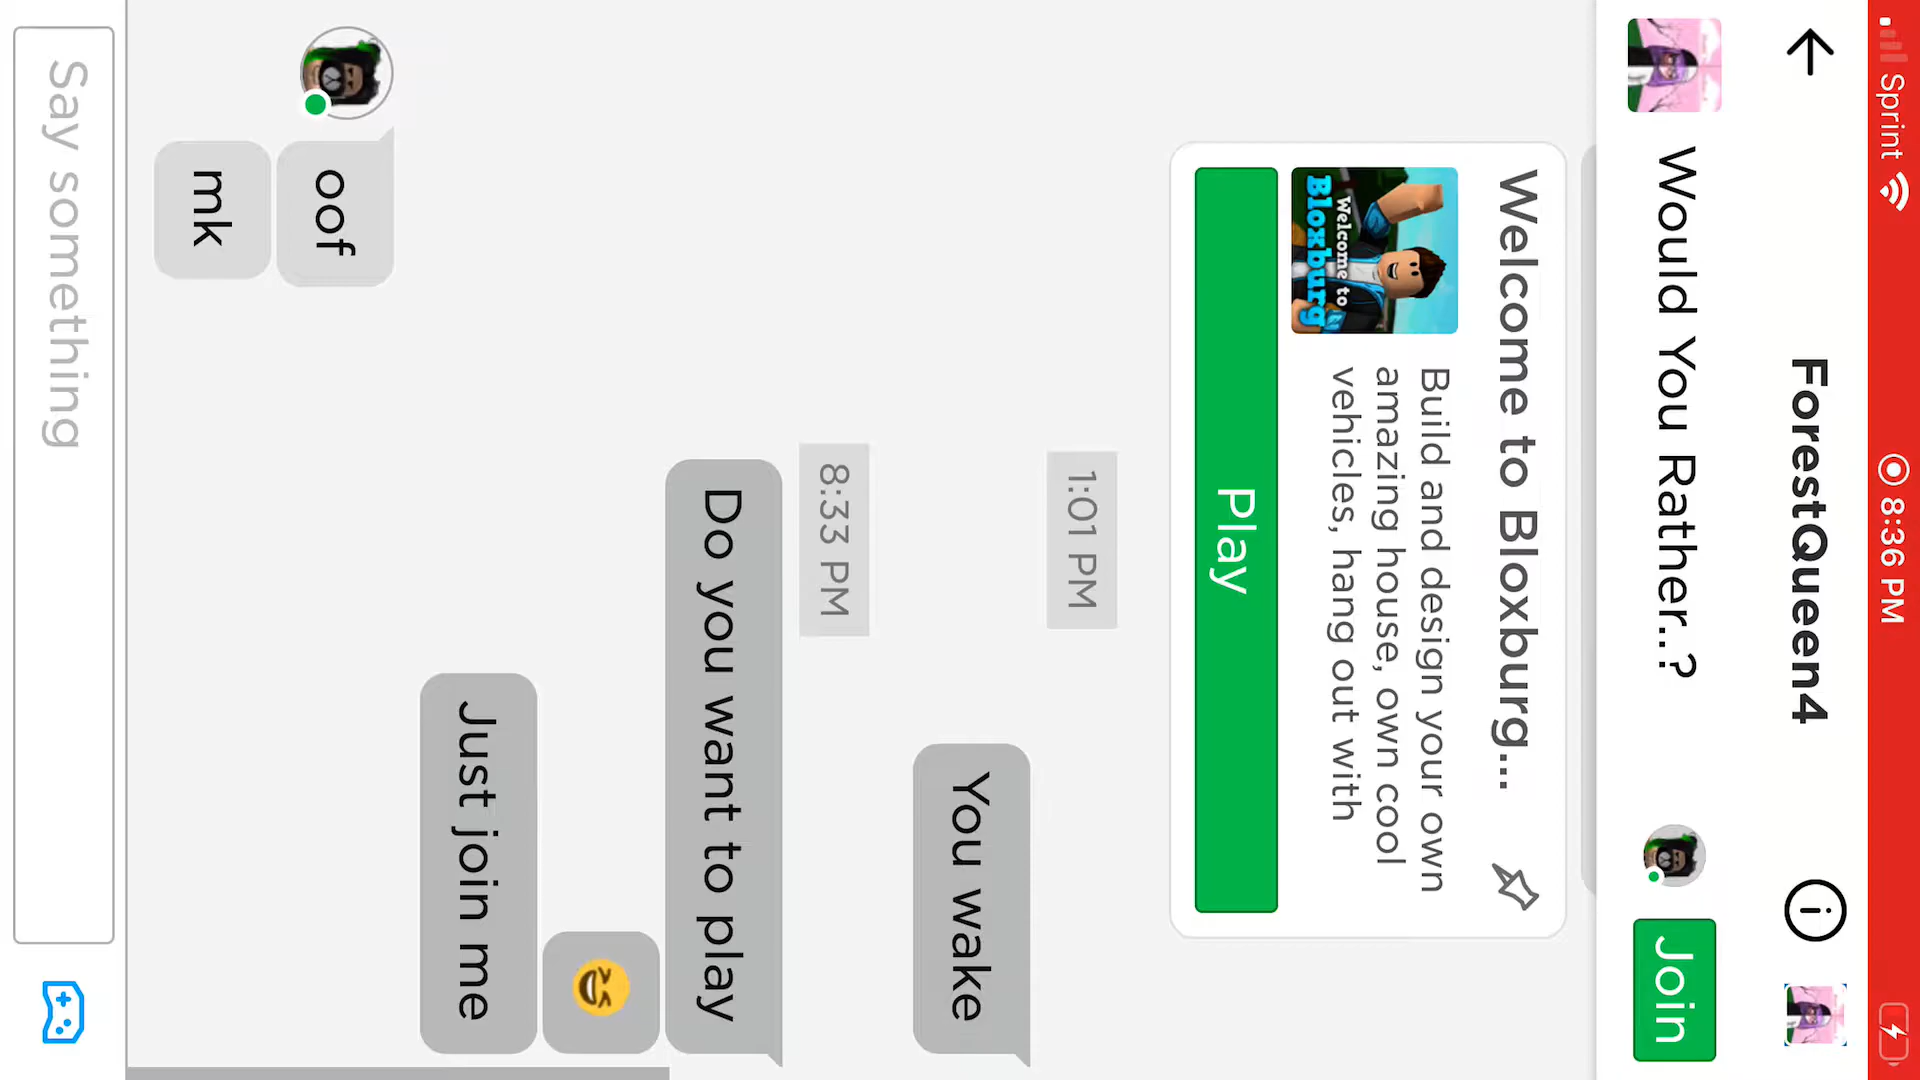 Sprint 8:36 PM
ForestQueen4
Would You Rather..?
Join
Welcome to Bloxburg...
Welcome to
Bloxburg
Build and design your own
amazing house, own cool
vehicles, hang out with
Play
1:01 PM
You wake
8:33 PM
Do you want to play
😆
Just join me
oof
mk
Say something